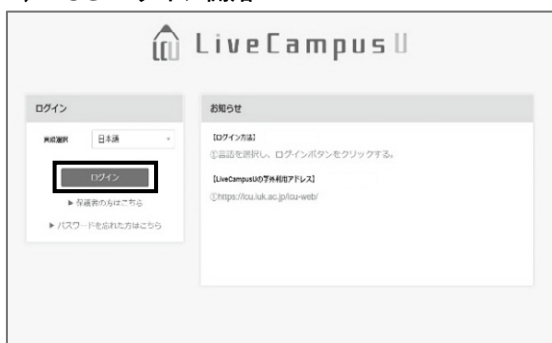 LiveCampusU
ログイン
言語選択
日本語
ログイン
▶ 保護者の方はこちら
▶ パスワードを忘れた方はこちら
お知らせ
【ログイン方法】
①言語を選択し、ログインボタンをクリックする。
【LiveCampusUの学外利用アドレス】
①https://lcu.iuk.ac.jp/lcu-web/